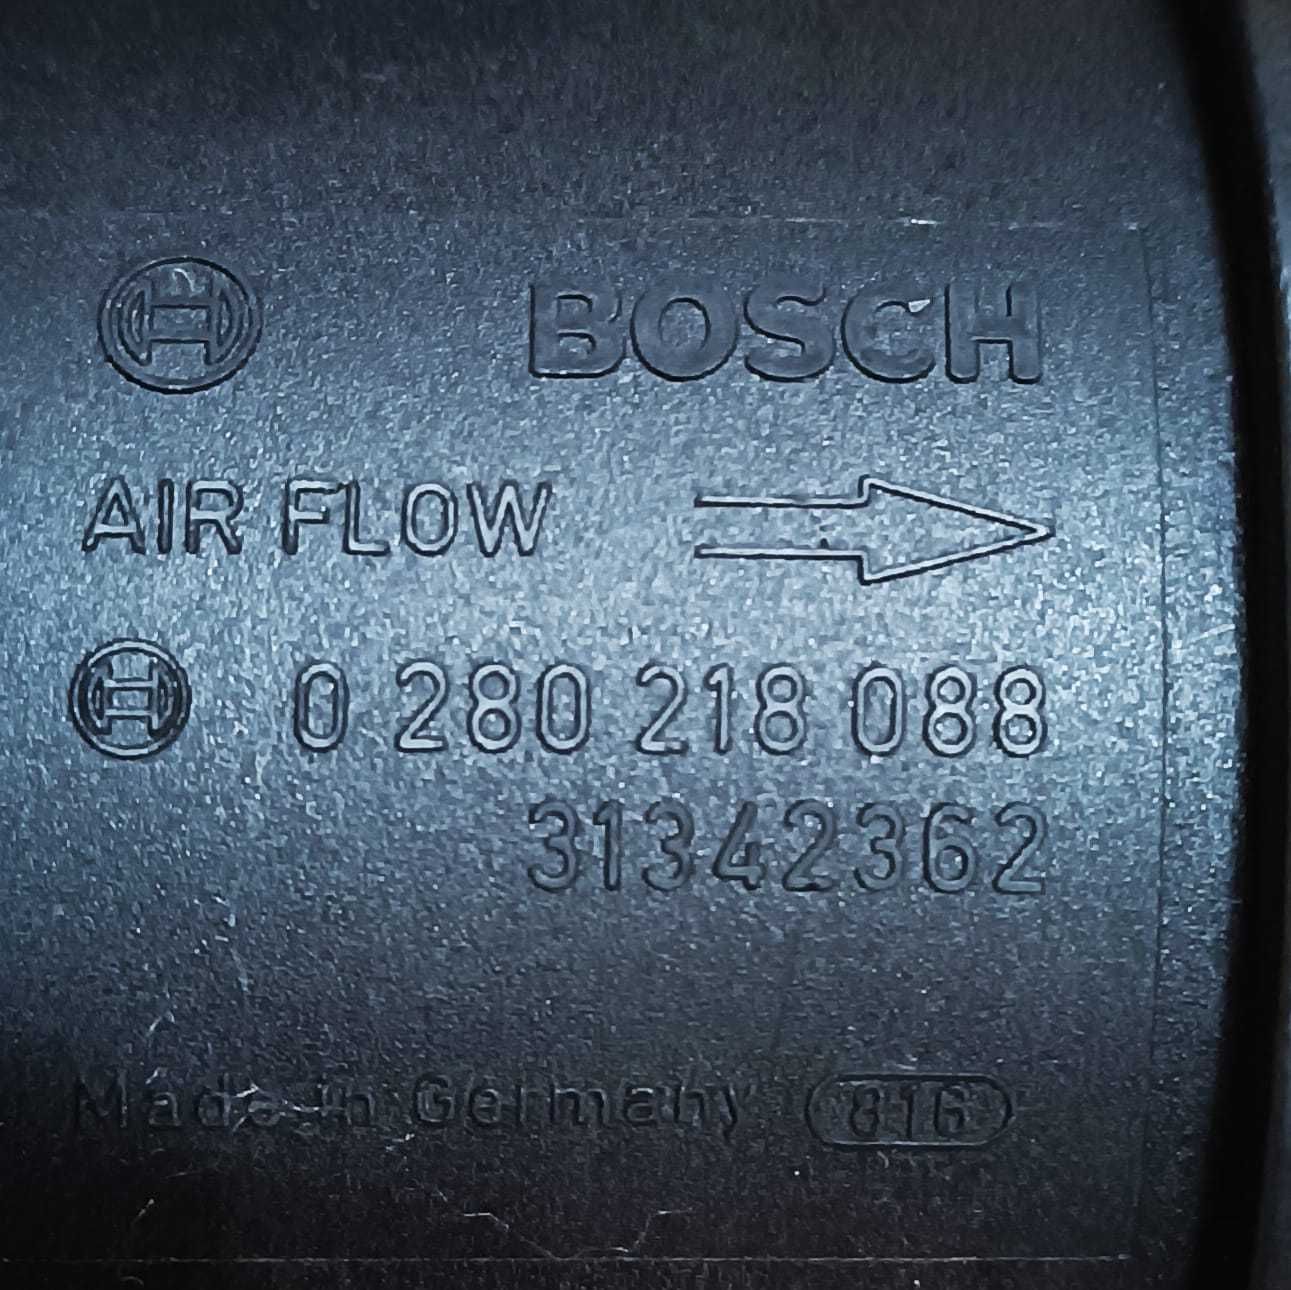 BOSCH
AIR FLOW
0 280 218 088
31342362
Made in Germany 816